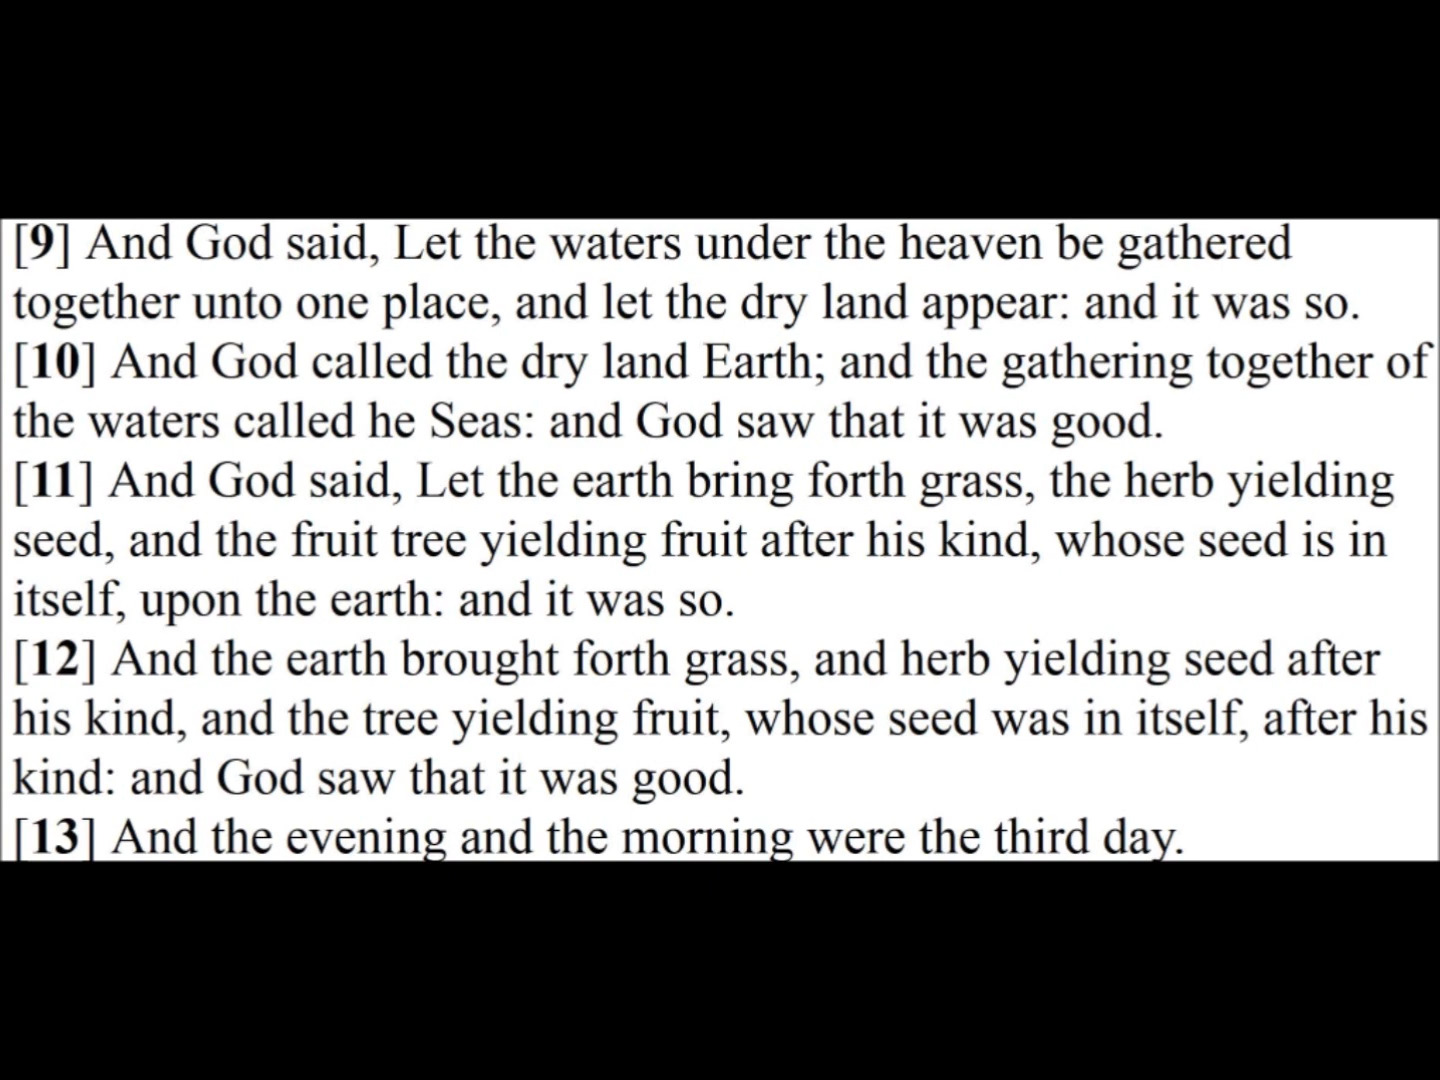 [9] And God said, Let the waters under the heaven be gathered
together unto one place, and let the dry land appear: and it was so.
[10] And God called the dry land Earth; and the gathering together of
the waters called he Seas: and God saw that it was good.
[11] And God said, Let the earth bring forth grass, the herb yielding
seed, and the fruit tree yielding fruit after his kind, whose seed is in
itself, upon the earth: and it was so.
[12] And the earth brought forth grass, and herb yielding seed after
his kind, and the tree yielding fruit, whose seed was in itself, after his
kind: and God saw that it was good.
[13] And the evening and the morning were the third day.